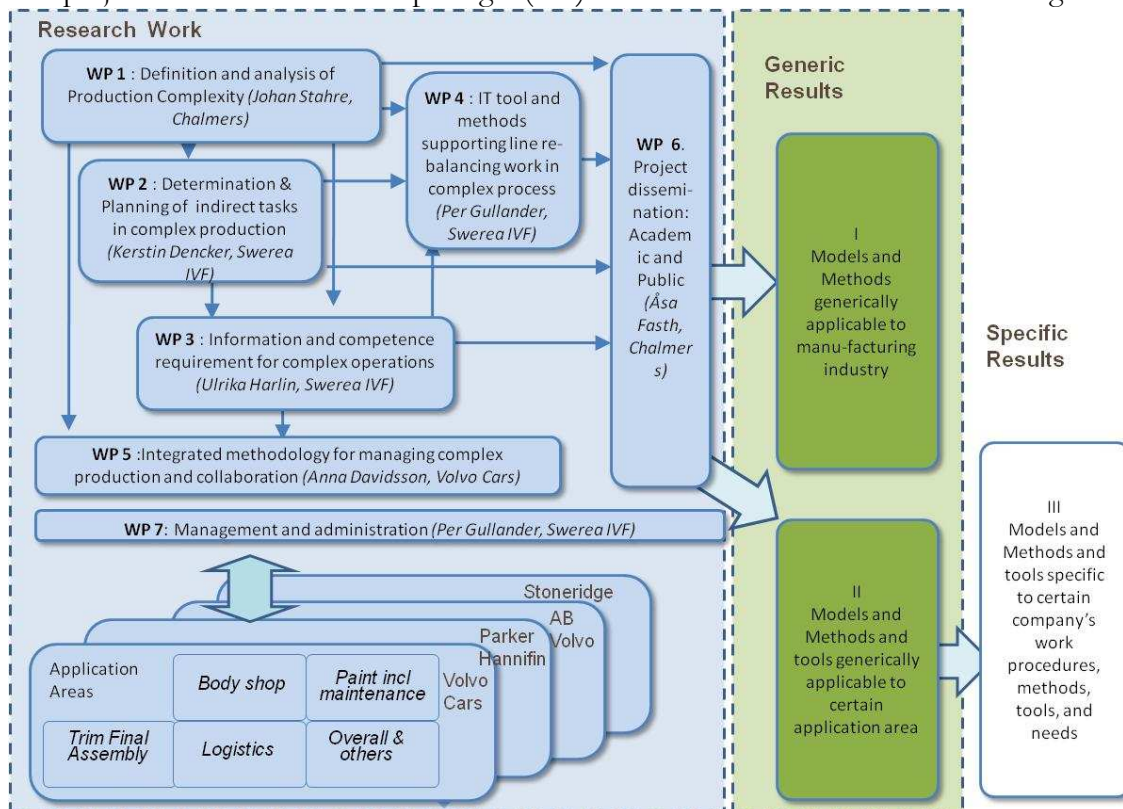 Research Work
WP 1 : Definition and analysis of
Production Complexity (Johan Stahre,
Chalmers)
WP 2 : Determination &
Planning of indirect tasks
in complex production
(Kerstin Dencker, Swerea
IVF)
WP 3 : Information and competence
requirement for complex operations
(Ulrika Harlin, Swerea IVF)
WP 4 : IT tool and
methods
supporting line re-
balancing work in
complex process
(Per Gullander,
Swerea IVF)
WP 5 :Integrated methodology for managing complex
production and collaboration (Anna Davidsson, Volvo Cars)
WP 6.
Project
dissemi-
nation:
Academ
ic and
Public
(Åsa
Fasth,
Chalmer
s)
WP 7: Management and administration (Per Gullander, Swerea IVF)
Stoneridge
AB
Volvo
Parker
Hannifin
Volvo
Cars
Application
Areas
Body shop
Paint incl
maintenance
Trim Final
Assembly
Logistics
Overall &
others
Generic
Results
I
Models and
Methods
generically
applicable to
manu-facturing
industry
II
Models and
Methods and
tools generically
applicable to
certain
application area
Specific
Results
III
Models and
Methods and
tools specific
to certain
company's
work
procedures,
methods,
tools, and
needs